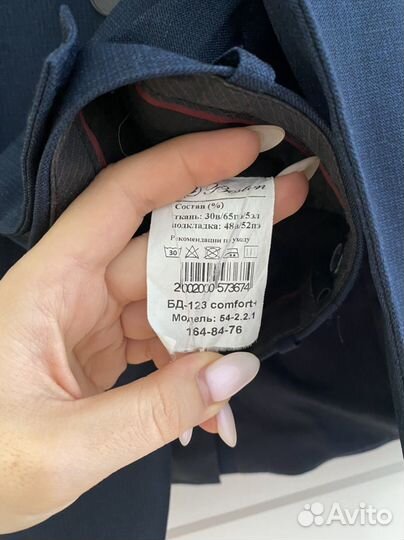 Состав (%)
ткань: 30в/65пэ/5эл
подкладка: 48в/52пэ
Рекомендации по уходу
30
2002000573674
БД-123 comfort+
Модель: 54-2.2.1
164-84-76
Avito